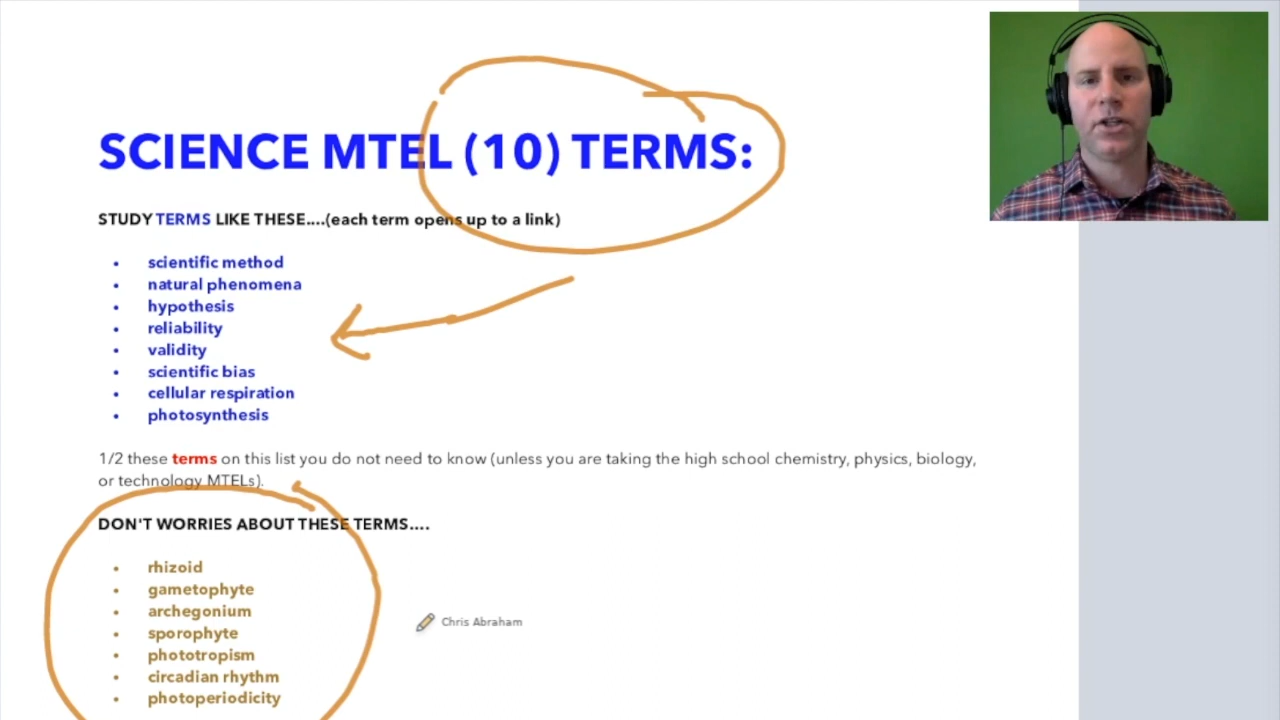 SCIENCE MTEL (10) TERMS:
STUDY TERMS LIKE THESE....(each term opens up to a link)
• scientific method
• natural phenomena
• hypothesis
• reliability
• validity
• scientific bias
• cellular respiration
• photosynthesis
1/2 these terms on this list you do not need to know (unless you are taking the high school chemistry, physics, biology,
or technology MTELs).
DON'T WORRIES ABOUT THESE TERMS....
• rhizoid
• gametophyte
• archegonium
• sporophyte
• phototropism
• circadian rhythm
• photoperiodicity
Chris Abraham